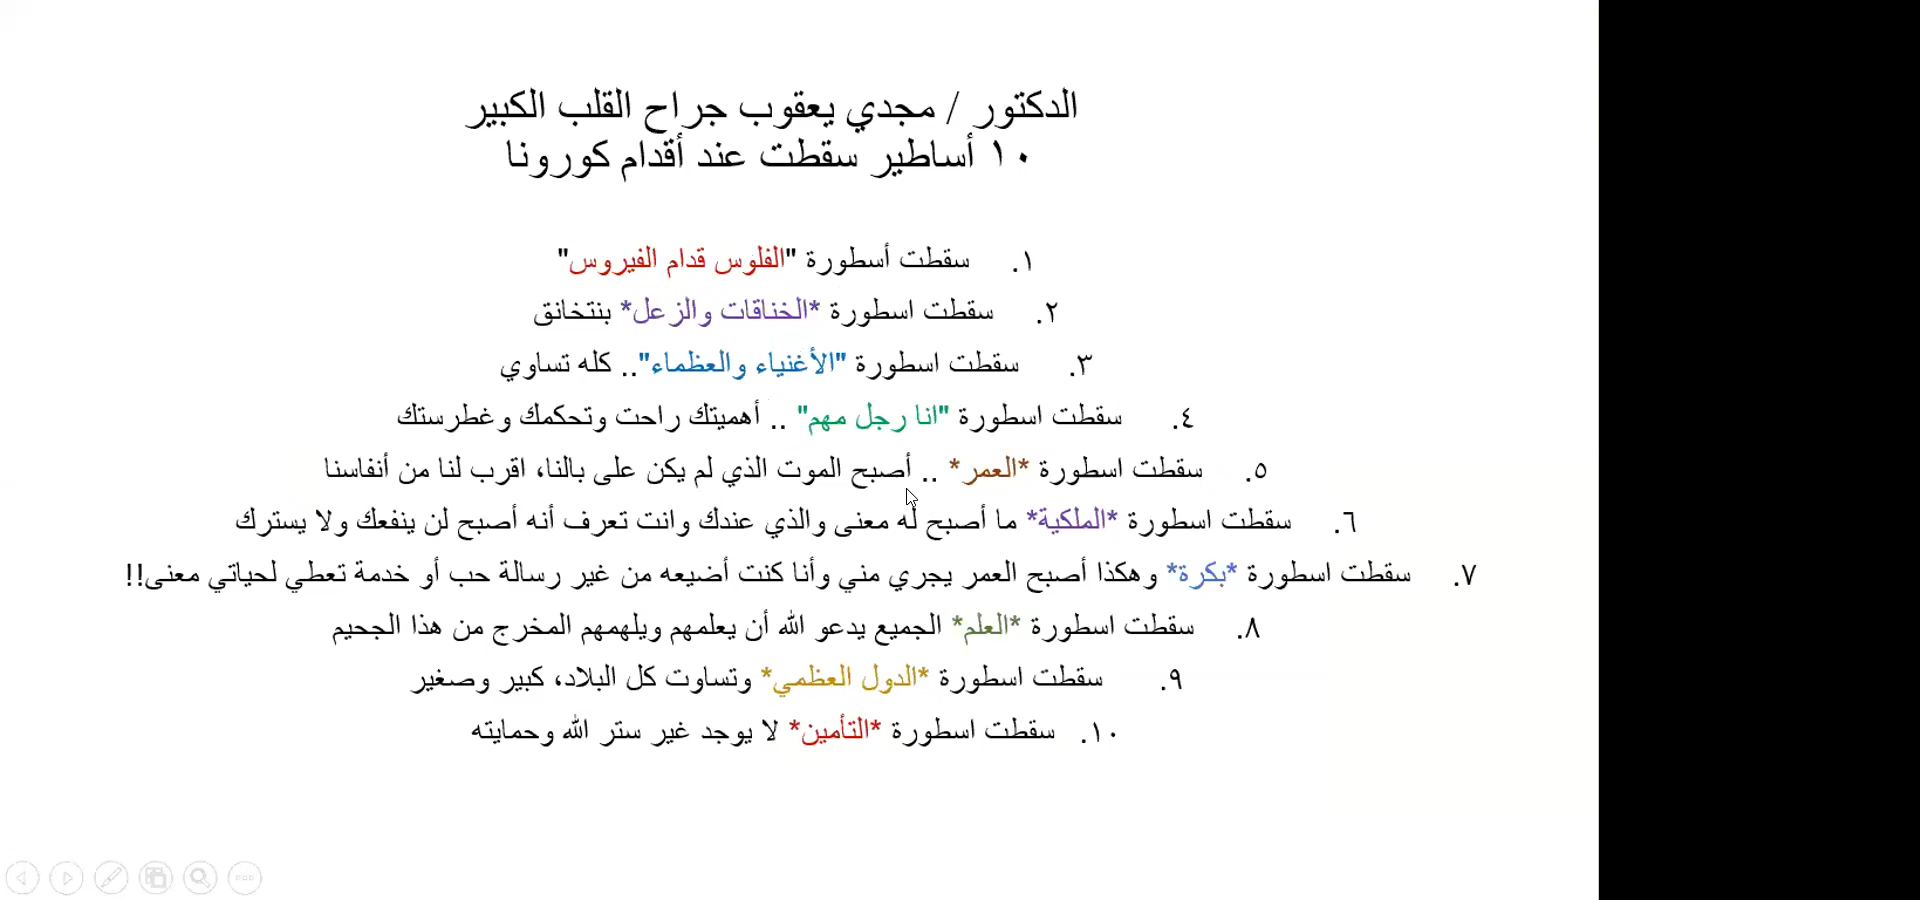 الدكتور / مجدي يعقوب جراح القلب الكبير
١٠ أساطير سقطت عند أقدام كورونا
١. سقطت أسطورة "الفلوس قدام الفيروس"
٢. سقطت اسطورة *الخناقات والزعل* بنتخانق
٣. سقطت اسطورة "الأغنياء والعظماء".. كله تساوي
٤. سقطت اسطورة "انا رجل مهم" .. أهميتك راحت وتحكمك وغطرستك
٥. سقطت اسطورة *العمر* .. أصبح الموت الذي لم يكن على بالنا، اقرب لنا من أنفاسنا
٦. سقطت اسطورة *الملكية* ما أصبح له معنى والذي عندك وانت تعرف أنه أصبح لن ينفعك ولا يسترك
٧. سقطت اسطورة *بكرة* وهكذا أصبح العمر يجري مني وأنا كنت أضيعه من غير رسالة حب أو خدمة تعطي لحياتي معنى!!
٨. سقطت اسطورة *العلم* الجميع يدعو الله أن يعلمهم ويلهمهم المخرج من هذا الجحيم
٩. سقطت اسطورة *الدول العظمي* وتساوت كل البلاد، كبير وصغير
١٠. سقطت اسطورة *التأمين* لا يوجد غير ستر الله وحمايته